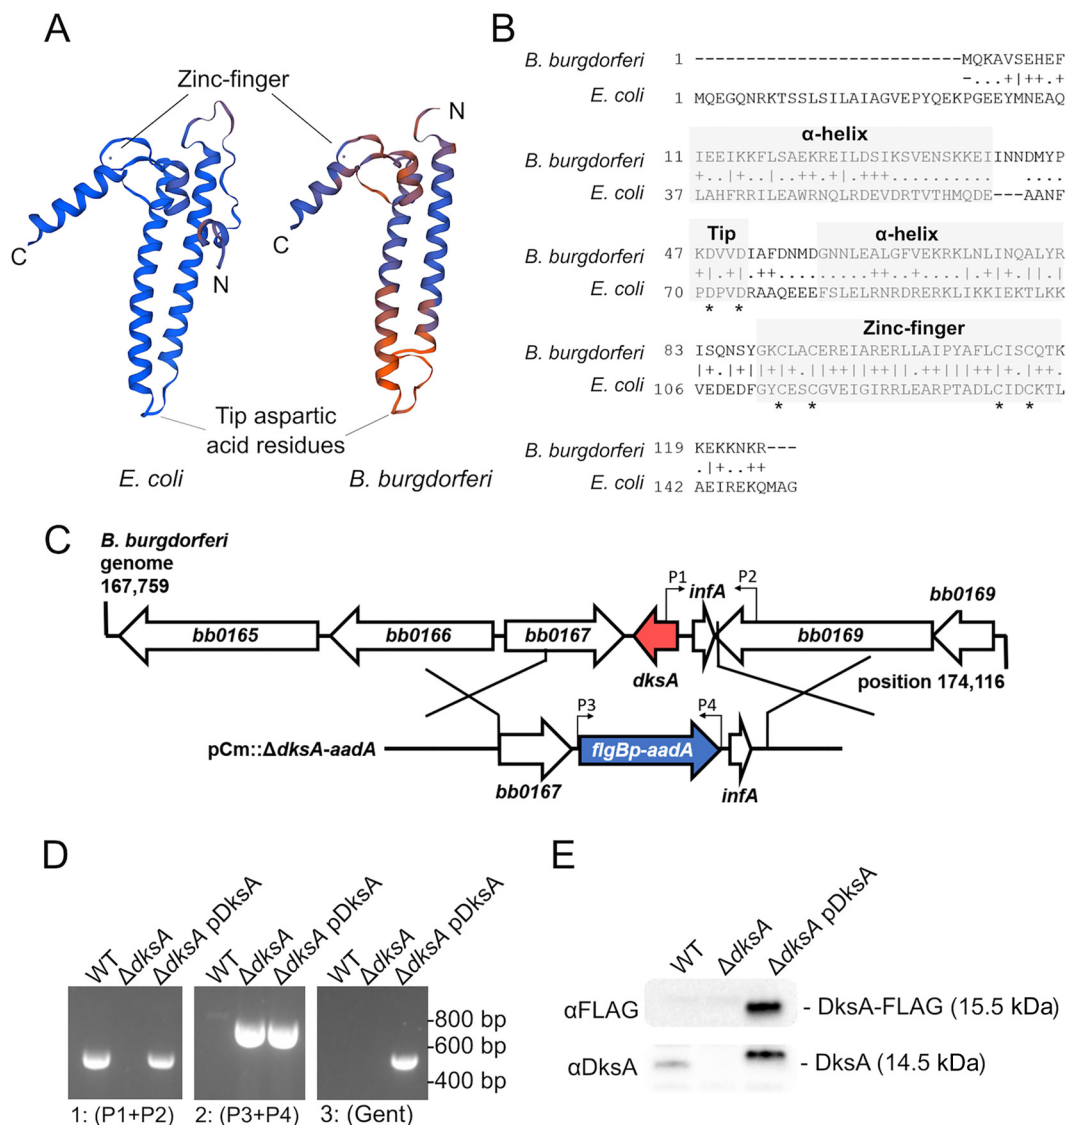 A
Zinc-finger
N
C
C
N
Tip aspartic
acid residues
E. coli
B. burgdorferi
B
B. burgdorferi 1 --------------------------MQKAVSEHEF
-...+|++.+
E. coli 1 MQEGQNRKTSSLSILAIAGVEPYQEKPGEEYMNEAQ
α-helix
B. burgdorferi 11 IEEIKKFLSAEKREILDSIKSVENSKKEIINNDMYP
E. coli 37 LAHFRRILEAWRNQLRDEVDRTVTHMQDE---AANF
Tip α-helix
B. burgdorferi 47 KDVVDIAFDNMDGNNLEALGFVEKRKLNLINQALYR
E. coli 70 PDPVDRAAQEEEFSLELRNRDRERKLIKKIEKTLKK
* *
Zinc-finger
B. burgdorferi 83 ISQNSYGKCLACEREIARERLLAIPYAFLCISCQTK
E. coli 106 VEDEDFGYCESCGVEIGIRRLEARPTADLCIDCKTL
* * * *
B. burgdorferi 119 KEKKNKR---
.|+..++
E. coli 142 AEIREKQMAG
C
B. burgdorferi
genome
167,759
P1
infA
P2
bb0169
bb0165
bb0166
bb0167
bb0169
dksA
position 174,116
P3
P4
pCm::ΔdksA-aadA
flgBp-aadA
bb0167
infA
D
WT
ΔdksA
ΔdksA pDksA
WT
ΔdksA
ΔdksA pDksA
WT
ΔdksA
ΔdksA pDksA
-800 bp
-600 bp
-400 bp
1: (P1+P2)
2: (P3+P4)
3: (Gent)
E
WT
ΔdksA
ΔdksA pDksA
αFLAG
- DksA-FLAG (15.5 kDa)
αDksA
- DksA (14.5 kDa)